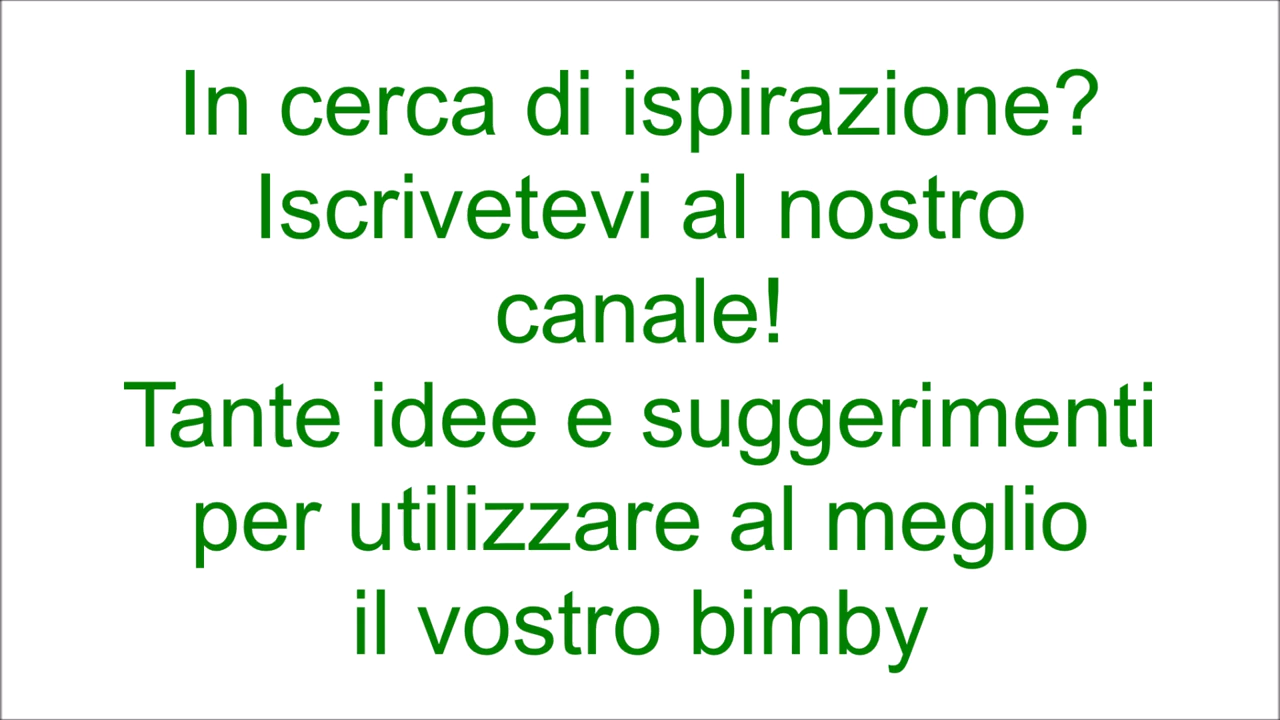 In cerca di ispirazione?
Iscrivetevi al nostro
canale!
Tante idee e suggerimenti
per utilizzare al meglio
il vostro bimby